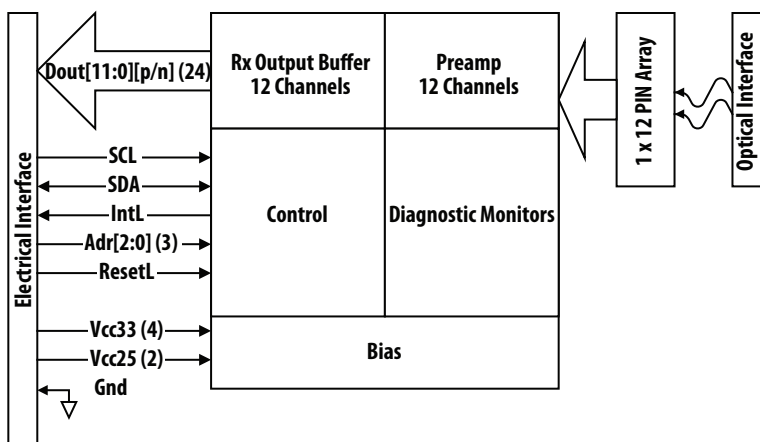 Electrical Interface
Dout[11:0][p/n] (24)
Rx Output Buffer
12 Channels
Preamp
12 Channels
1 x 12 PIN Array
Optical Interface
SCL
SDA
IntL
Adr[2:0] (3)
ResetL
Control
Diagnostic Monitors
Vcc33 (4)
Vcc25 (2)
Gnd
Bias